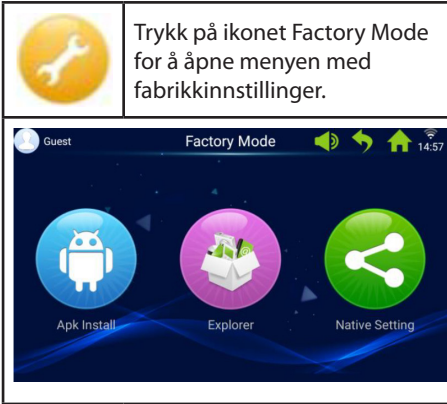 Trykk på ikonet Factory Mode
for å åpne menyen med
fabrikkinnstillinger.
Guest
Factory Mode
14:57
Apk Install
Explorer
Native Setting